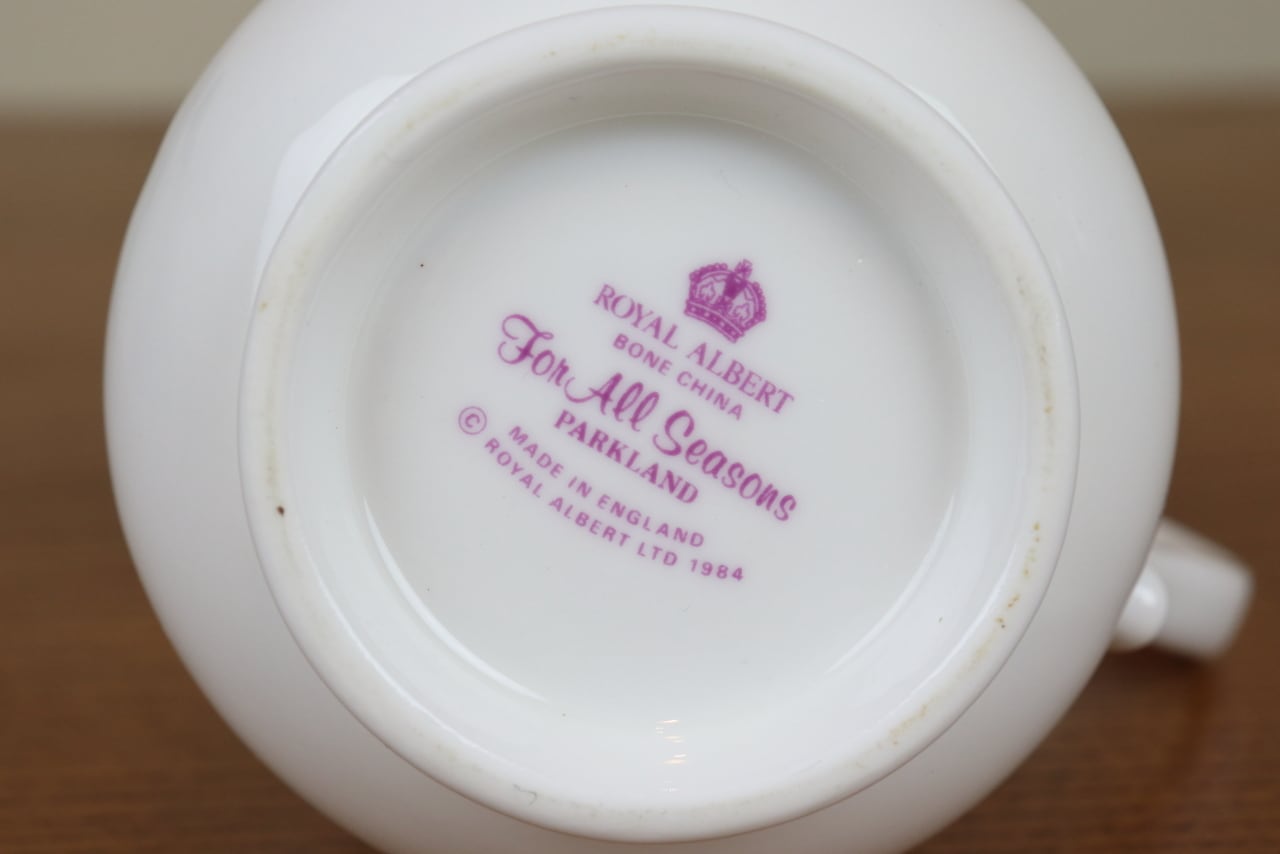 ROYAL ALBERT
BONE CHINA
For All Seasons
PARKLAND
MADE IN ENGLAND
© ROYAL ALBERT LTD 1984